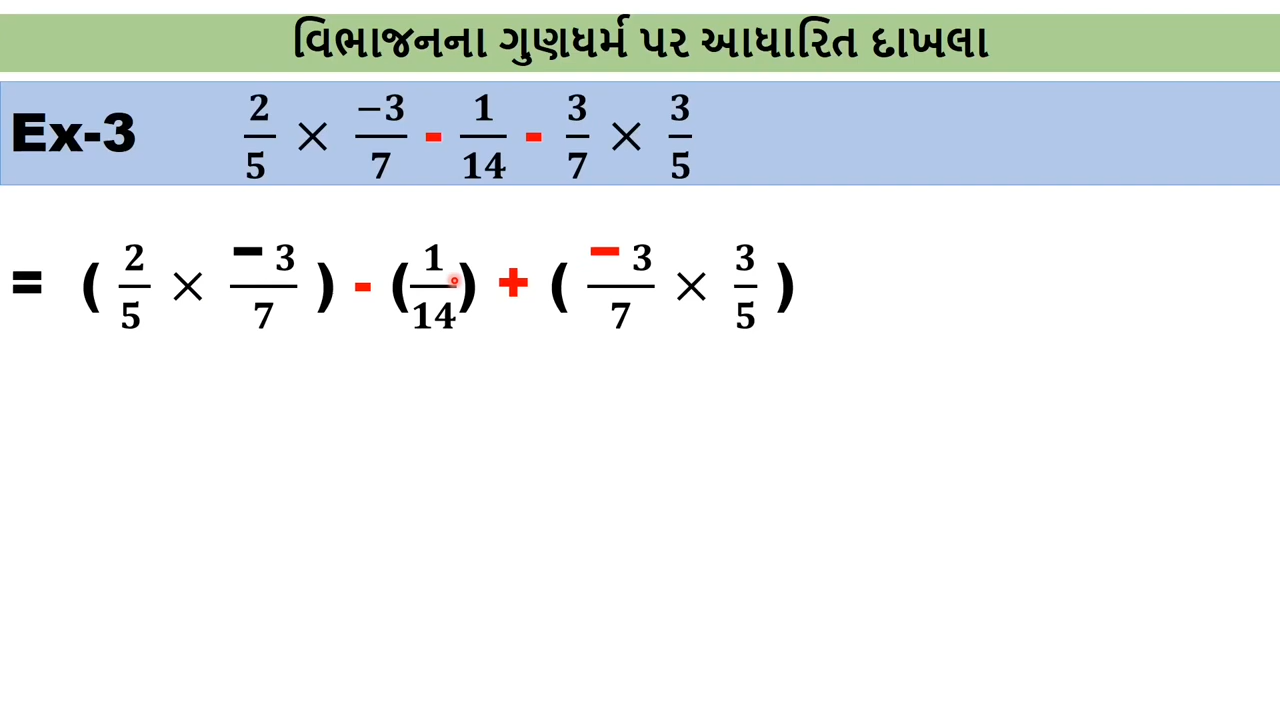 વિભાજનના ગુણધર્મ પર આધારિત દાખલા
Ex-3 2/5 × −3/7 - 1/14 - 3/7 × 3/5
= ( 2/5 × − 3/7 ) - (1/14) + ( − 3/7 × 3/5 )